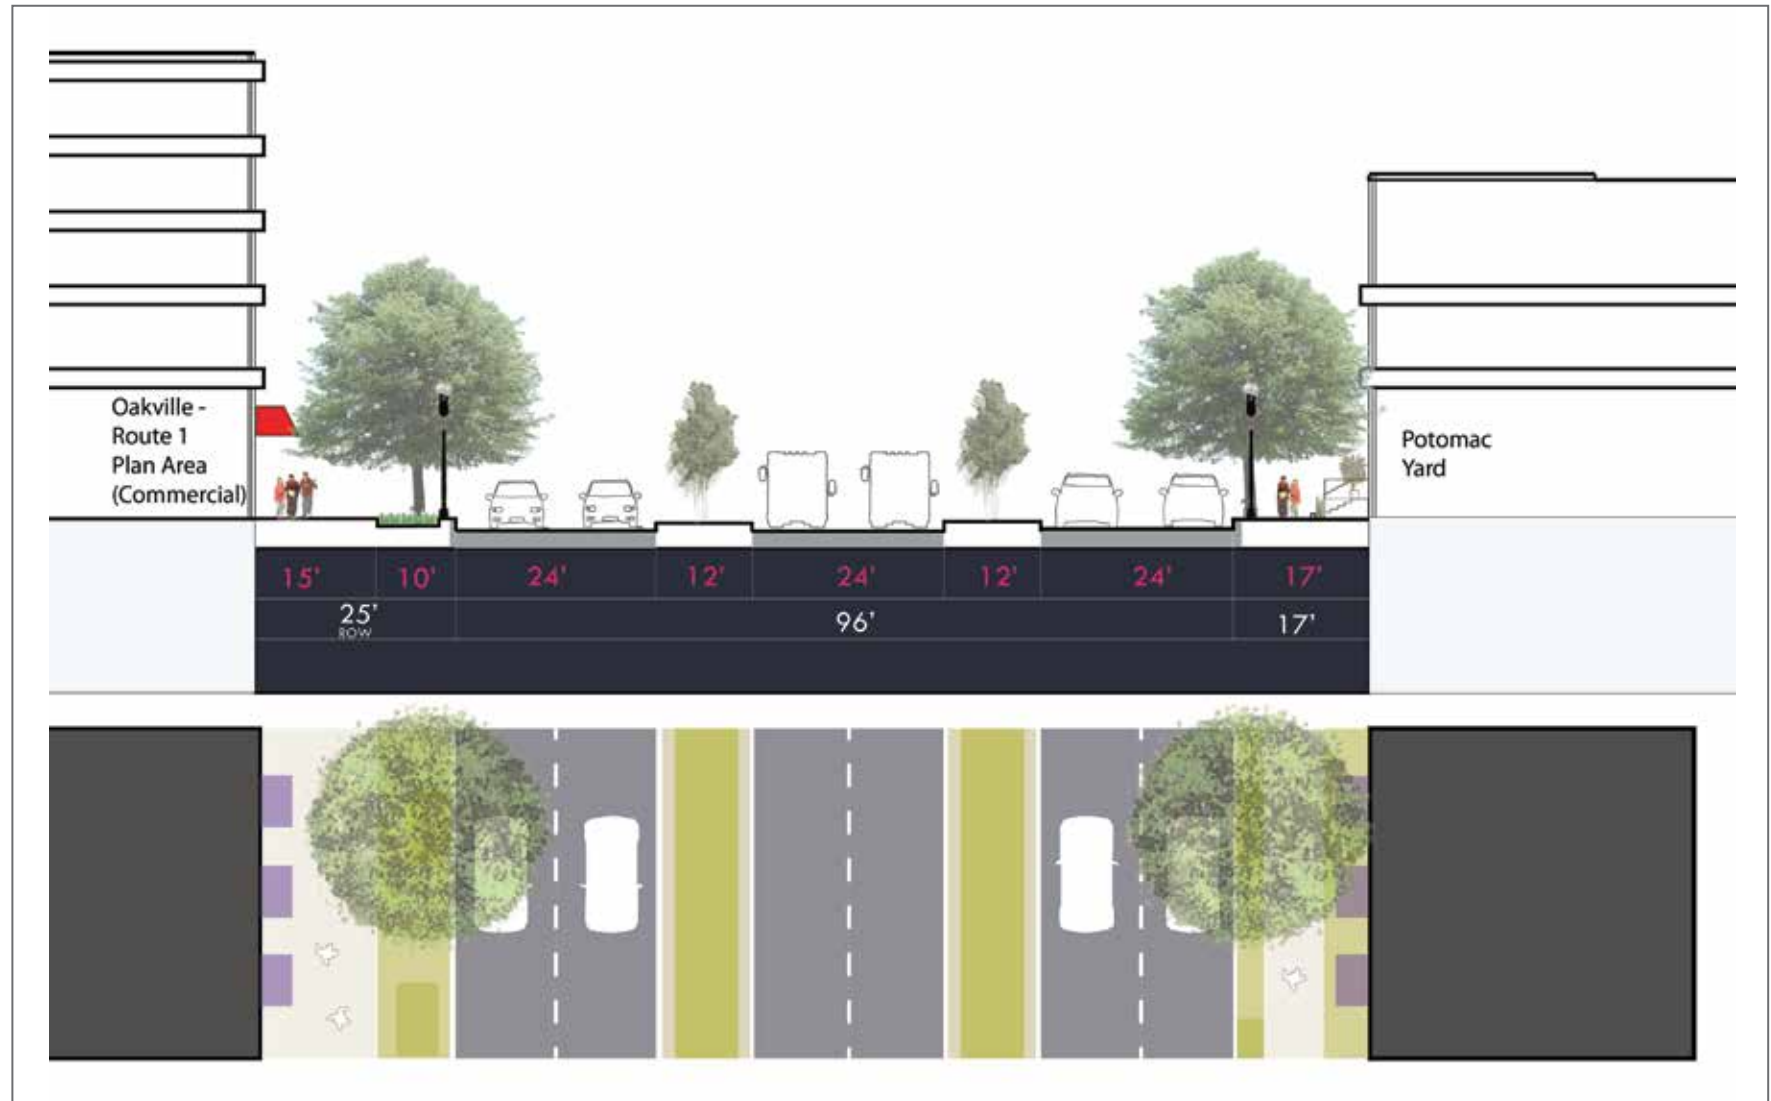 Oakville -
Route 1
Plan Area
(Commercial)
Potomac
Yard
15' 10' 24' 12' 24' 12' 24' 17'
25' 96' 17'
ROW